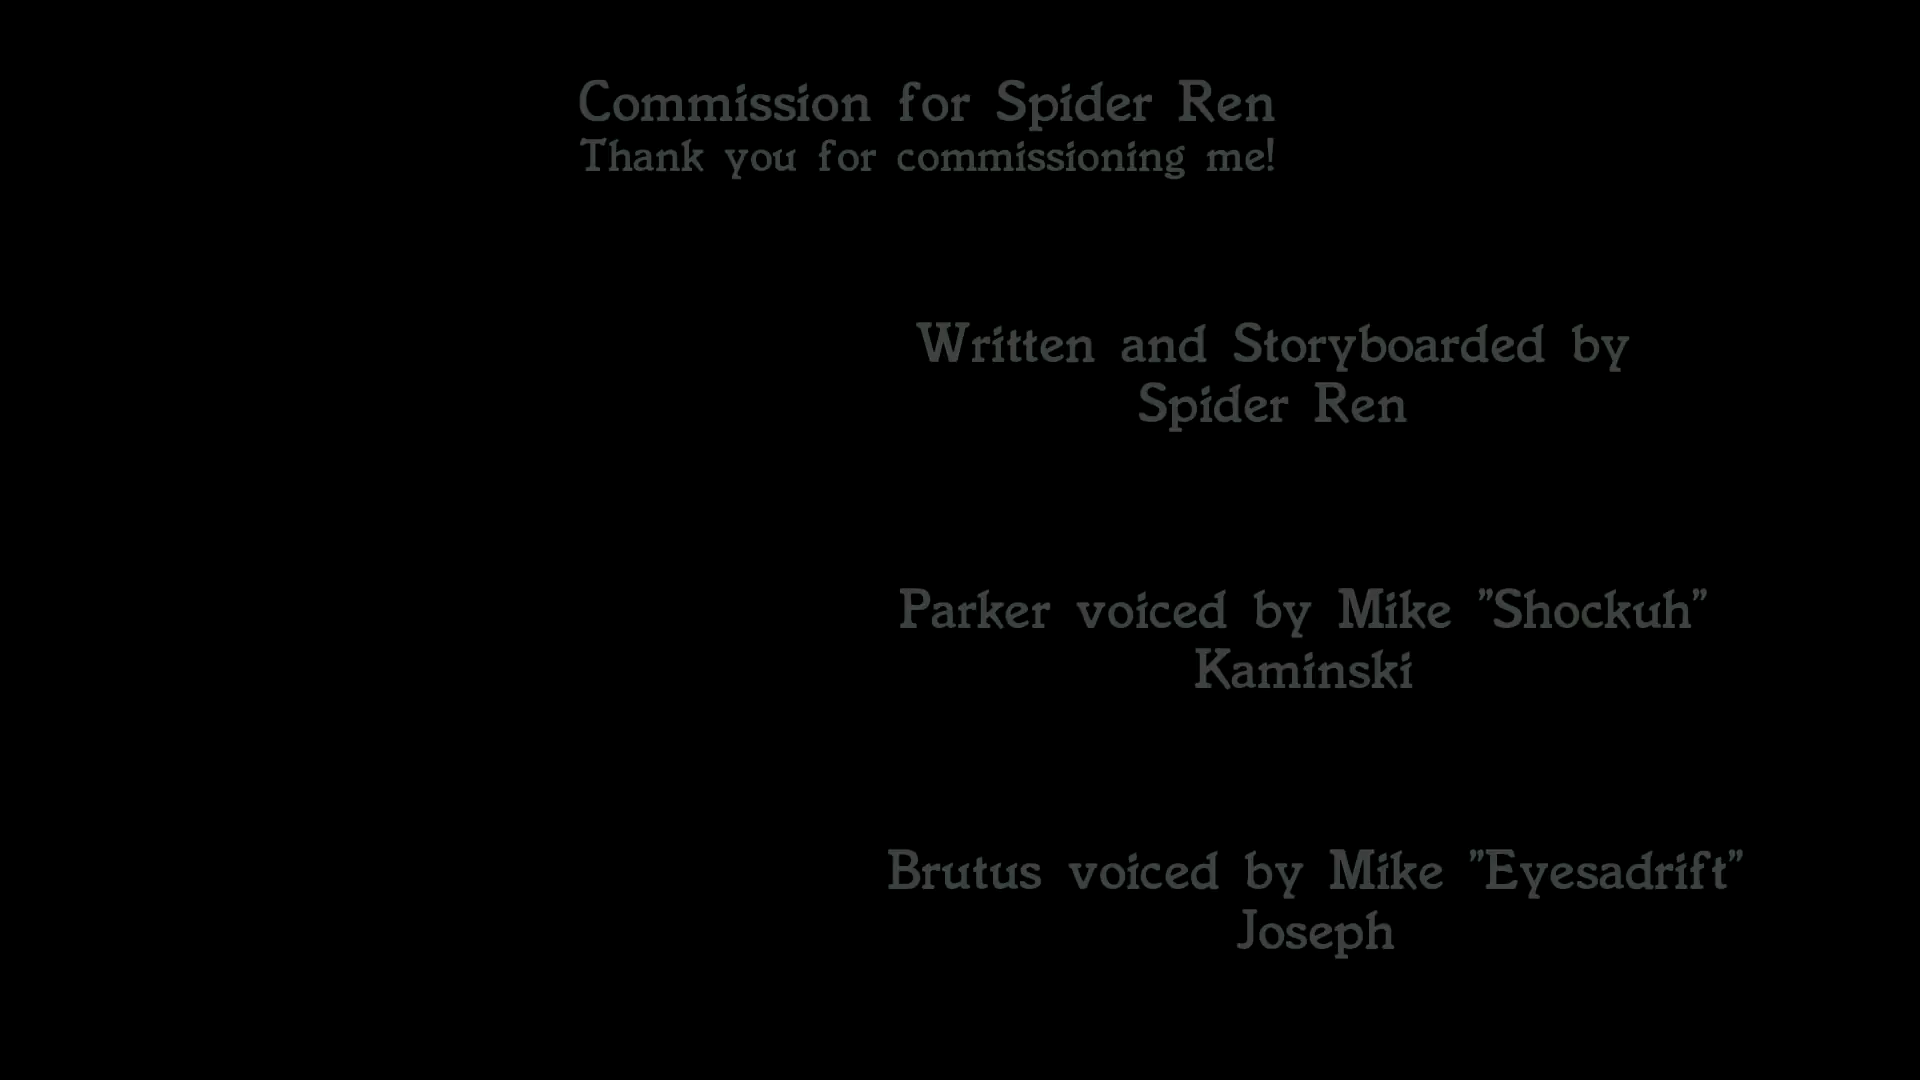 Commission for Spider Ren
Thank you for commissioning me!
Written and Storyboarded by
Spider Ren
Parker voiced by Mike "Shockuh"
Kaminski
Brutus voiced by Mike "Eyesadrift"
Joseph